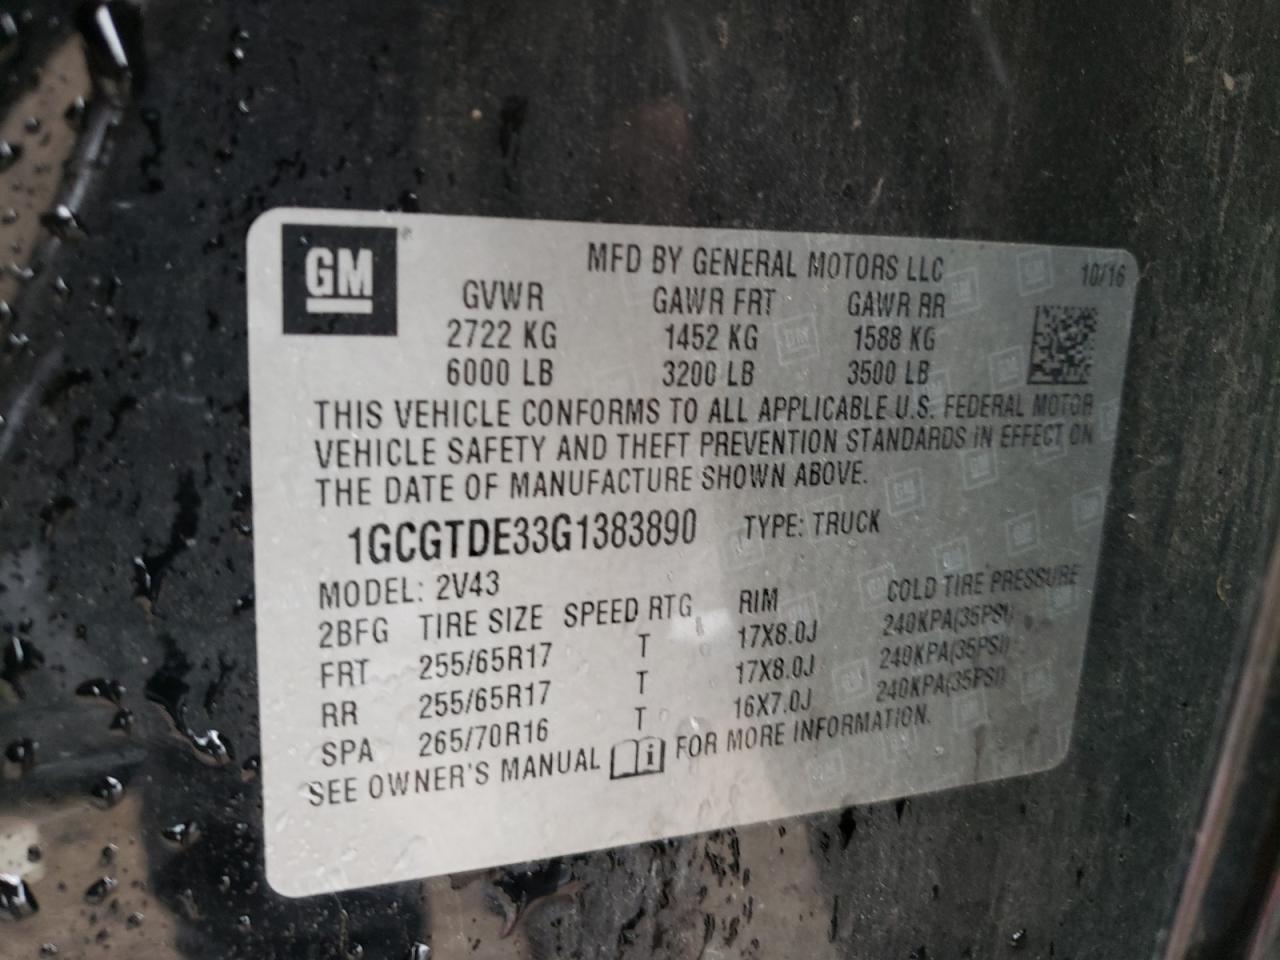 GM
MFD BY GENERAL MOTORS LLC 10/16
GVWR GAWR FRT GAWR RR
2722 KG 1452 KG 1588 KG
6000 LB 3200 LB 3500 LB
THIS VEHICLE CONFORMS TO ALL APPLICABLE U.S. FEDERAL MOTOR
VEHICLE SAFETY AND THEFT PREVENTION STANDARDS IN EFFECT ON
THE DATE OF MANUFACTURE SHOWN ABOVE.
1GCGTDE33G1383890 TYPE: TRUCK
MODEL: 2V43
2BFG TIRE SIZE SPEED RTG RIM COLD TIRE PRESSURE
FRT 255/65R17 T 17X8.0J 240KPA(35PSI)
RR 255/65R17 T 17X8.0J 240KPA(35PSI)
SPA 265/70R16 T 16X7.0J 240KPA(35PSI)
SEE OWNER'S MANUAL FOR MORE INFORMATION.